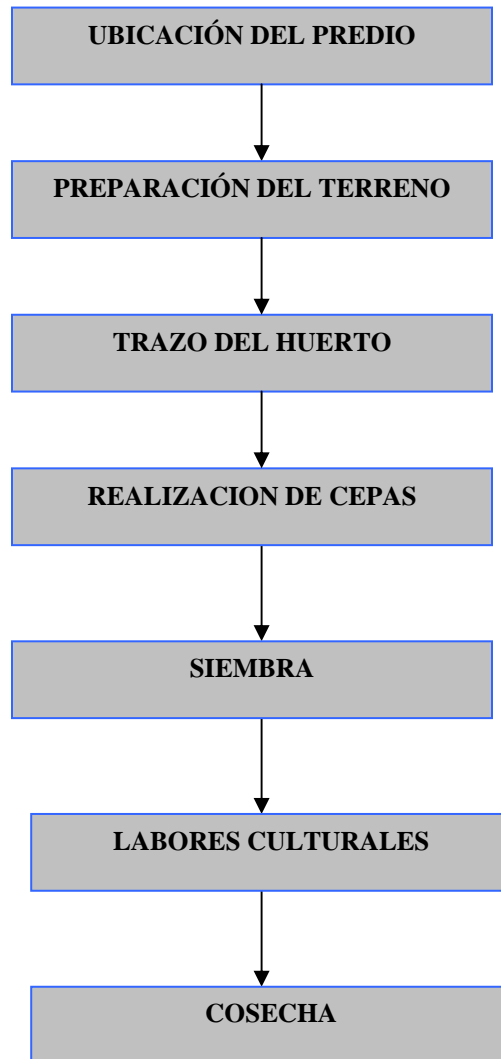 UBICACIÓN DEL PREDIO
PREPARACIÓN DEL TERRENO
TRAZO DEL HUERTO
REALIZACION DE CEPAS
SIEMBRA
LABORES CULTURALES
COSECHA